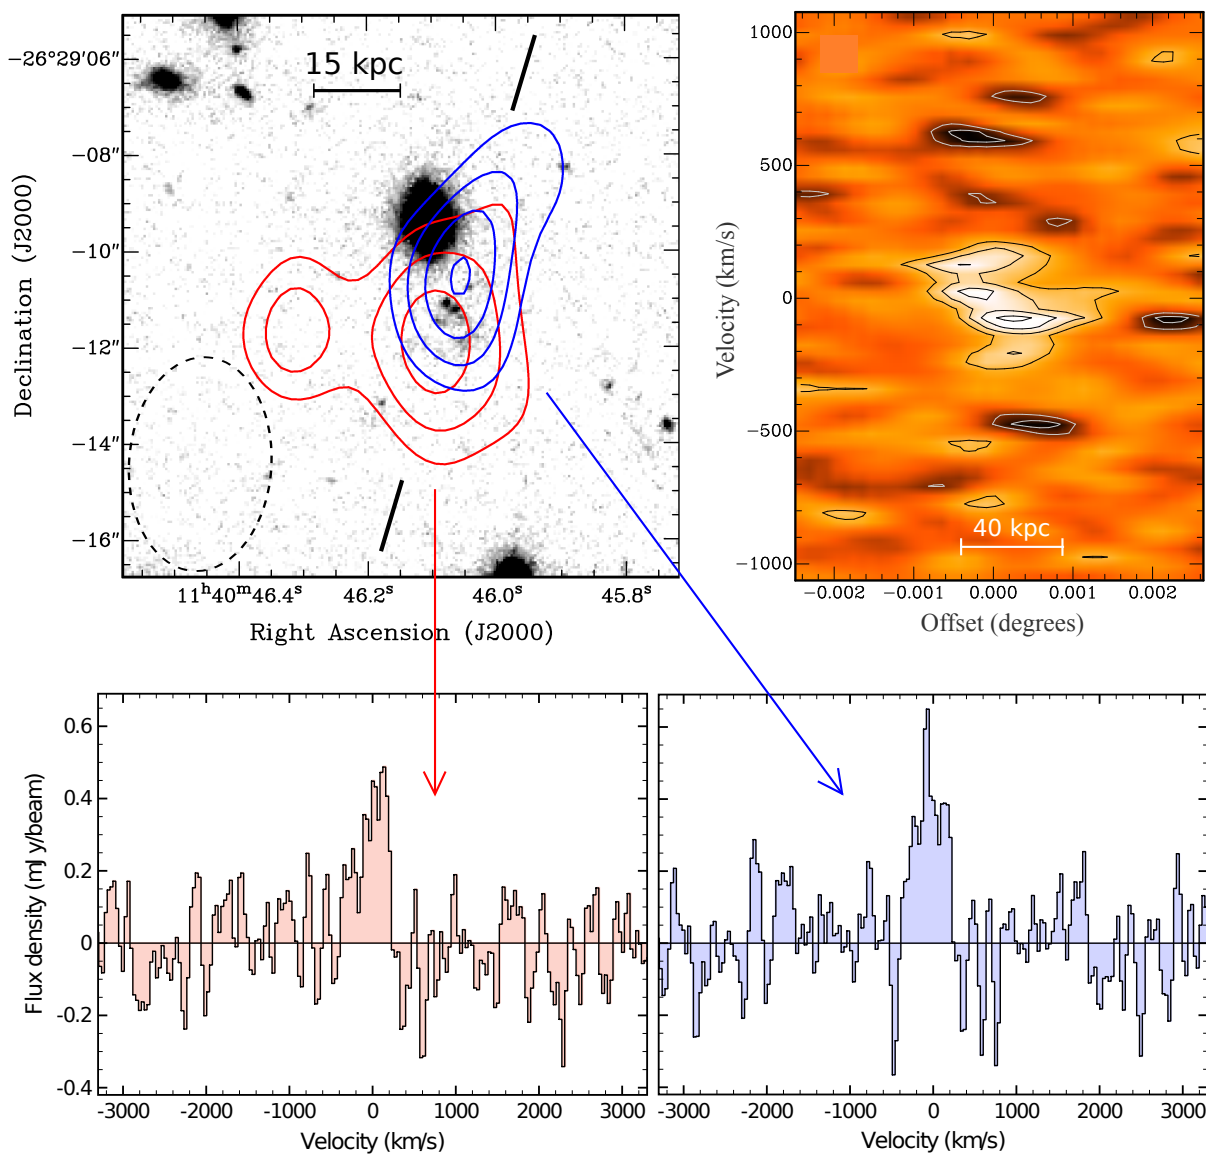 −26°29′06″
−08″
−10″
−12″
−14″
−16″
Declination (J2000)
15 kpc
11ʰ40ᵐ46.4ˢ 46.2ˢ 46.0ˢ 45.8ˢ
Right Ascension (J2000)
1000
500
0
−500
−1000
Velocity (km/s)
40 kpc
−0.002 −0.001 0.000 0.001 0.002
Offset (degrees)
0.6
0.4
0.2
0
-0.2
-0.4
Flux density (mJy/beam)
-3000 -2000 -1000 0 1000 2000 3000
Velocity (km/s)
-3000 -2000 -1000 0 1000 2000 3000
Velocity (km/s)